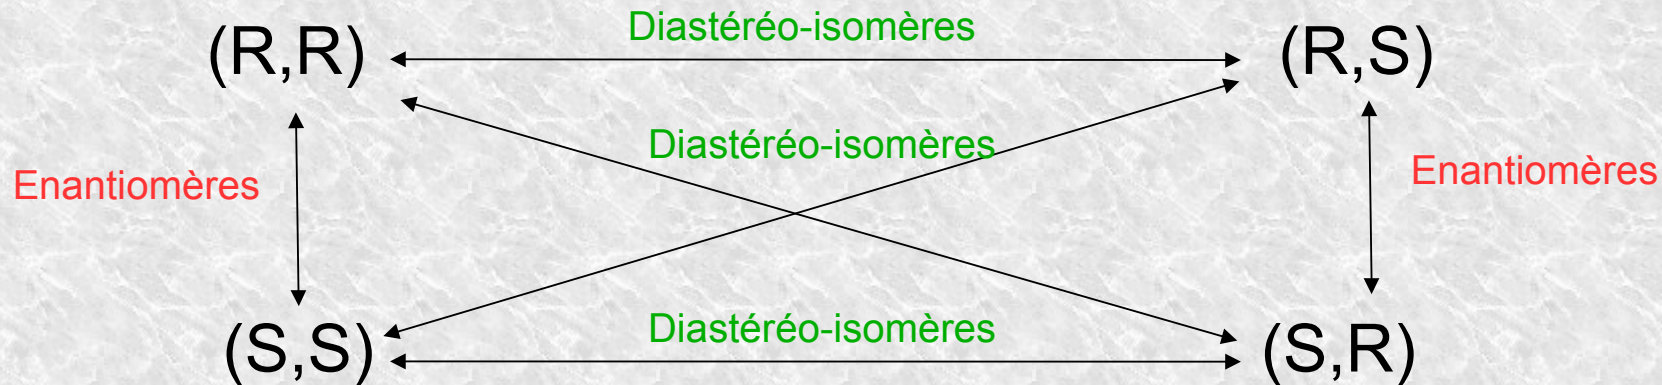 Diastéréo-isomères
(R,R)
(R,S)
Diastéréo-isomères
Enantiomères
Enantiomères
Diastéréo-isomères
(S,S)
(S,R)